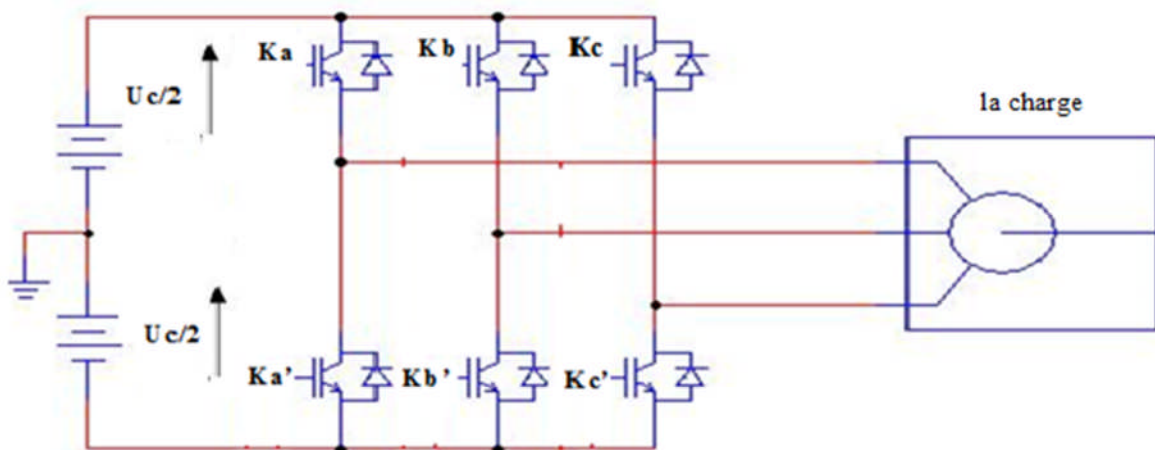 Ka
Kb
Kc
Uc/2
la charge
Uc/2
Ka’
Kb’
Kc’